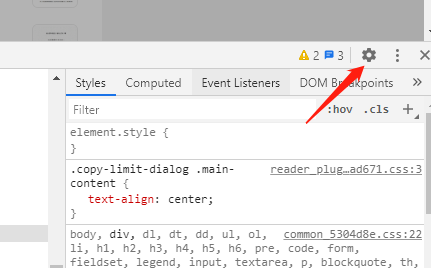 2 3
Styles Computed Event Listeners DOM Breakpoints »
Filter :hov .cls +
element.style {
}
.copy-limit-dialog .main- reader_plug…ad671.css:3
content {
text-align: center;
}
body, div, dl, dt, dd, ul, ol, common_5304d8e.css:22
li, h1, h2, h3, h4, h5, h6, pre, code, form,
fieldset, legend, input, textarea, p, blockquote, th,